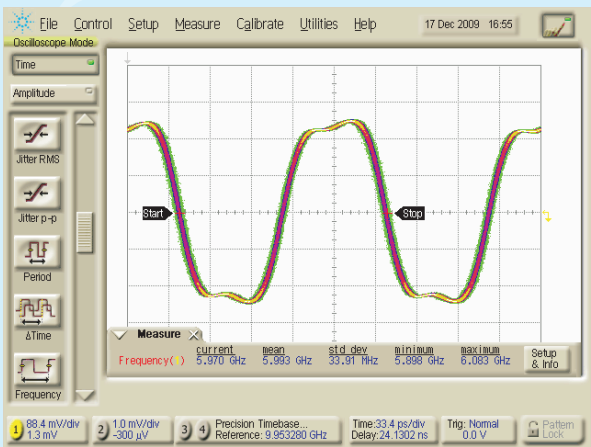 File Control Setup Measure Calibrate Utilities Help 17 Dec 2009 16:55
Oscilloscope Mode
Time
Amplitude
Jitter RMS
Jitter p-p
Period
ΔTime
Frequency
Start
Stop
Measure
current mean std dev minimum maximum
Frequency(1) 5.970 GHz 5.993 GHz 33.91 MHz 5.898 GHz 6.083 GHz
Setup
& Info
1 88.4 mV/div
1.3 mV
2 1.0 mV/div
-300 µV
3 4 Precision Timebase...
Reference: 9.953280 GHz
Time:33.4 ps/div
Delay:24.1302 ns
Trig: Normal
0.0 V
Pattern
Lock